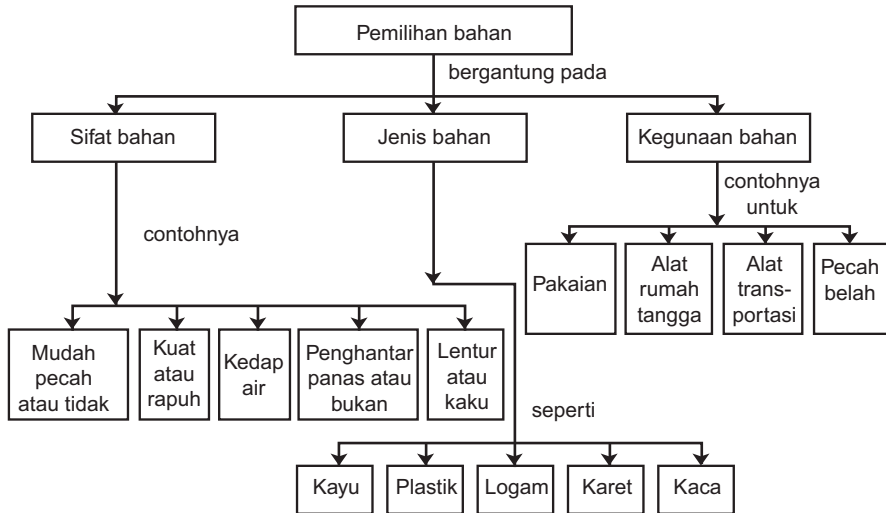 Pemilihan bahan
bergantung pada
Sifat bahan
Jenis bahan
Kegunaan bahan
contohnya
contohnya
untuk
Mudah
pecah
atau tidak
Kuat
atau
rapuh
Kedap
air
Penghantar
panas atau
bukan
Lentur
atau
kaku
Pakaian
Alat
rumah
tangga
Alat
trans-
portasi
Pecah
belah
seperti
Kayu
Plastik
Logam
Karet
Kaca